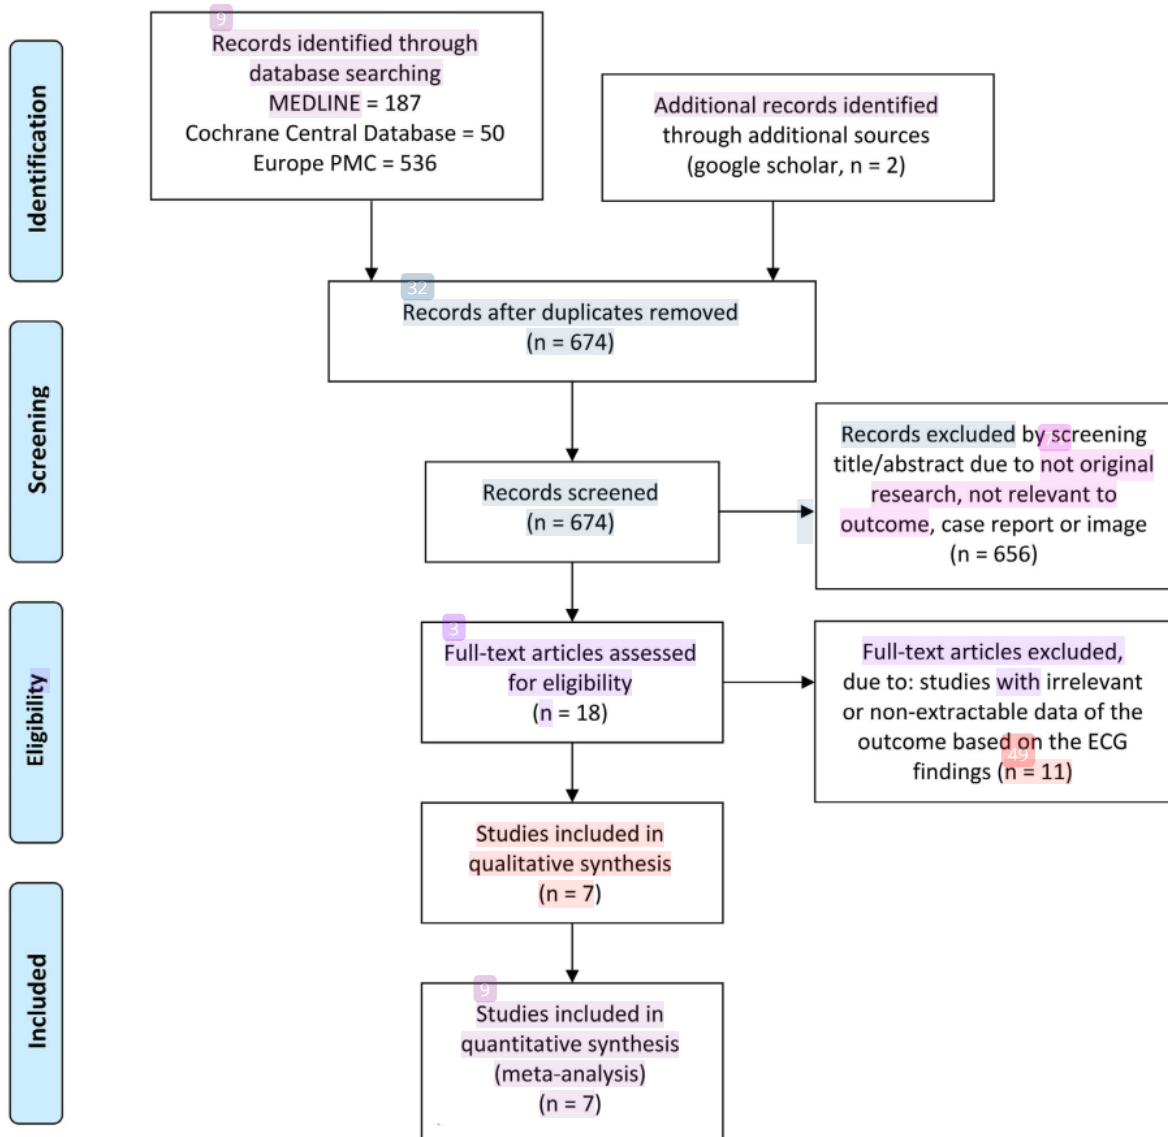 Identification
9
Records identified through
database searching
MEDLINE = 187
Cochrane Central Database = 50
Europe PMC = 536
Additional records identified
through additional sources
(google scholar, n = 2)
32
Records after duplicates removed
(n = 674)
Screening
Records screened
(n = 674)
Records excluded by screening
title/abstract due to not original
research, not relevant to
outcome, case report or image
(n = 656)
Eligibility
3
Full-text articles assessed
for eligibility
(n = 18)
Full-text articles excluded,
due to: studies with irrelevant
or non-extractable data of the
outcome based on the ECG
49
findings (n = 11)
Studies included in
qualitative synthesis
(n = 7)
Included
9
Studies included in
quantitative synthesis
(meta-analysis)
(n = 7)